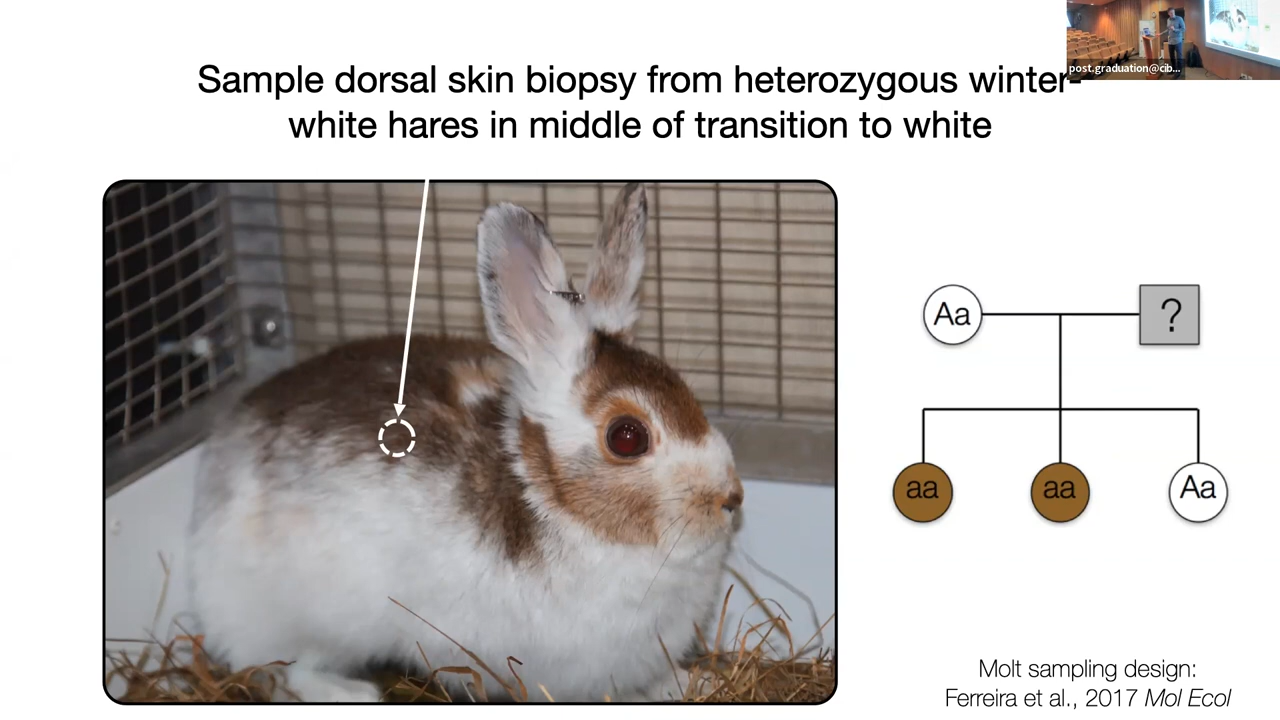 post.graduation@cib...
Sample dorsal skin biopsy from heterozygous winter-
white hares in middle of transition to white
Aa
?
aa
aa
Aa
Molt sampling design:
Ferreira et al., 2017 Mol Ecol